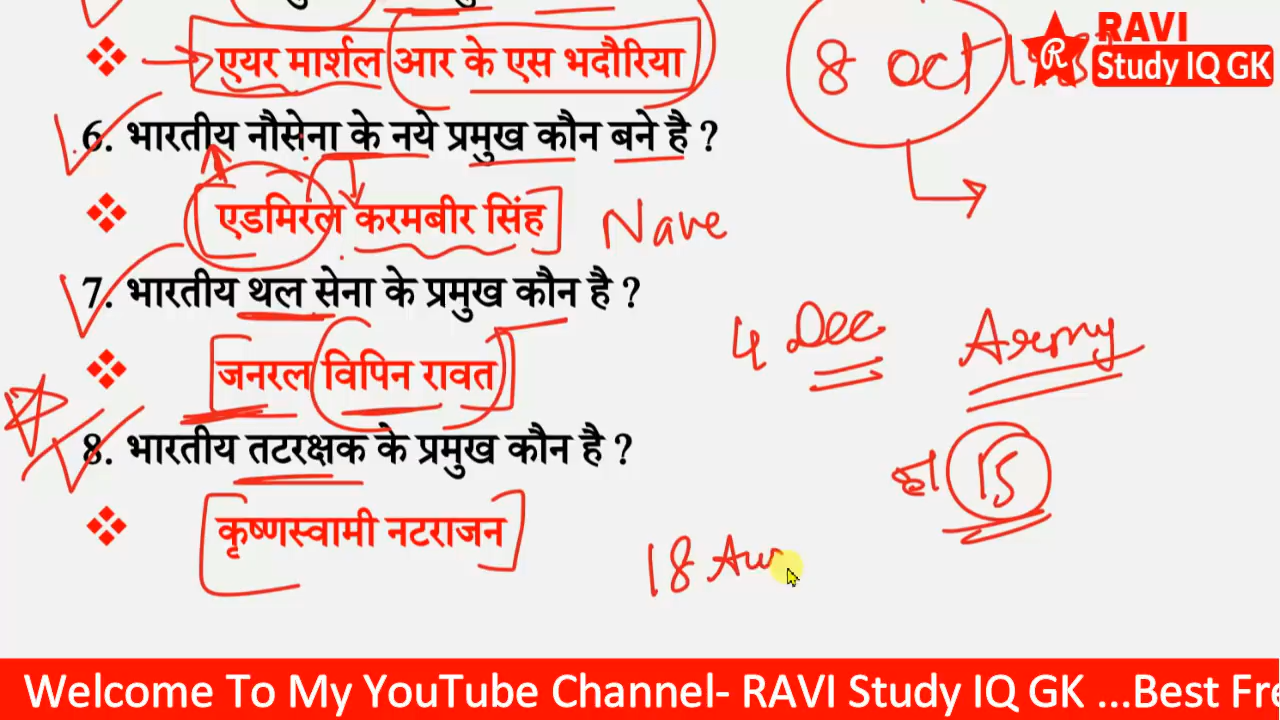 RAVI
Study IQ GK
8 oct
❖ एयर मार्शल आर के एस भदौरिया
6. भारतीय नौसेना के नये प्रमुख कौन बने है ?
❖ एडमिरल करमबीर सिंह
Nave
7. भारतीय थल सेना के प्रमुख कौन है ?
4 Dec
Army
❖ जनरल विपिन रावत
8. भारतीय तटरक्षक के प्रमुख कौन है ?
15
❖ कृष्णस्वामी नटराजन
18
Welcome To My YouTube Channel- RAVI Study IQ GK ...Best Fre